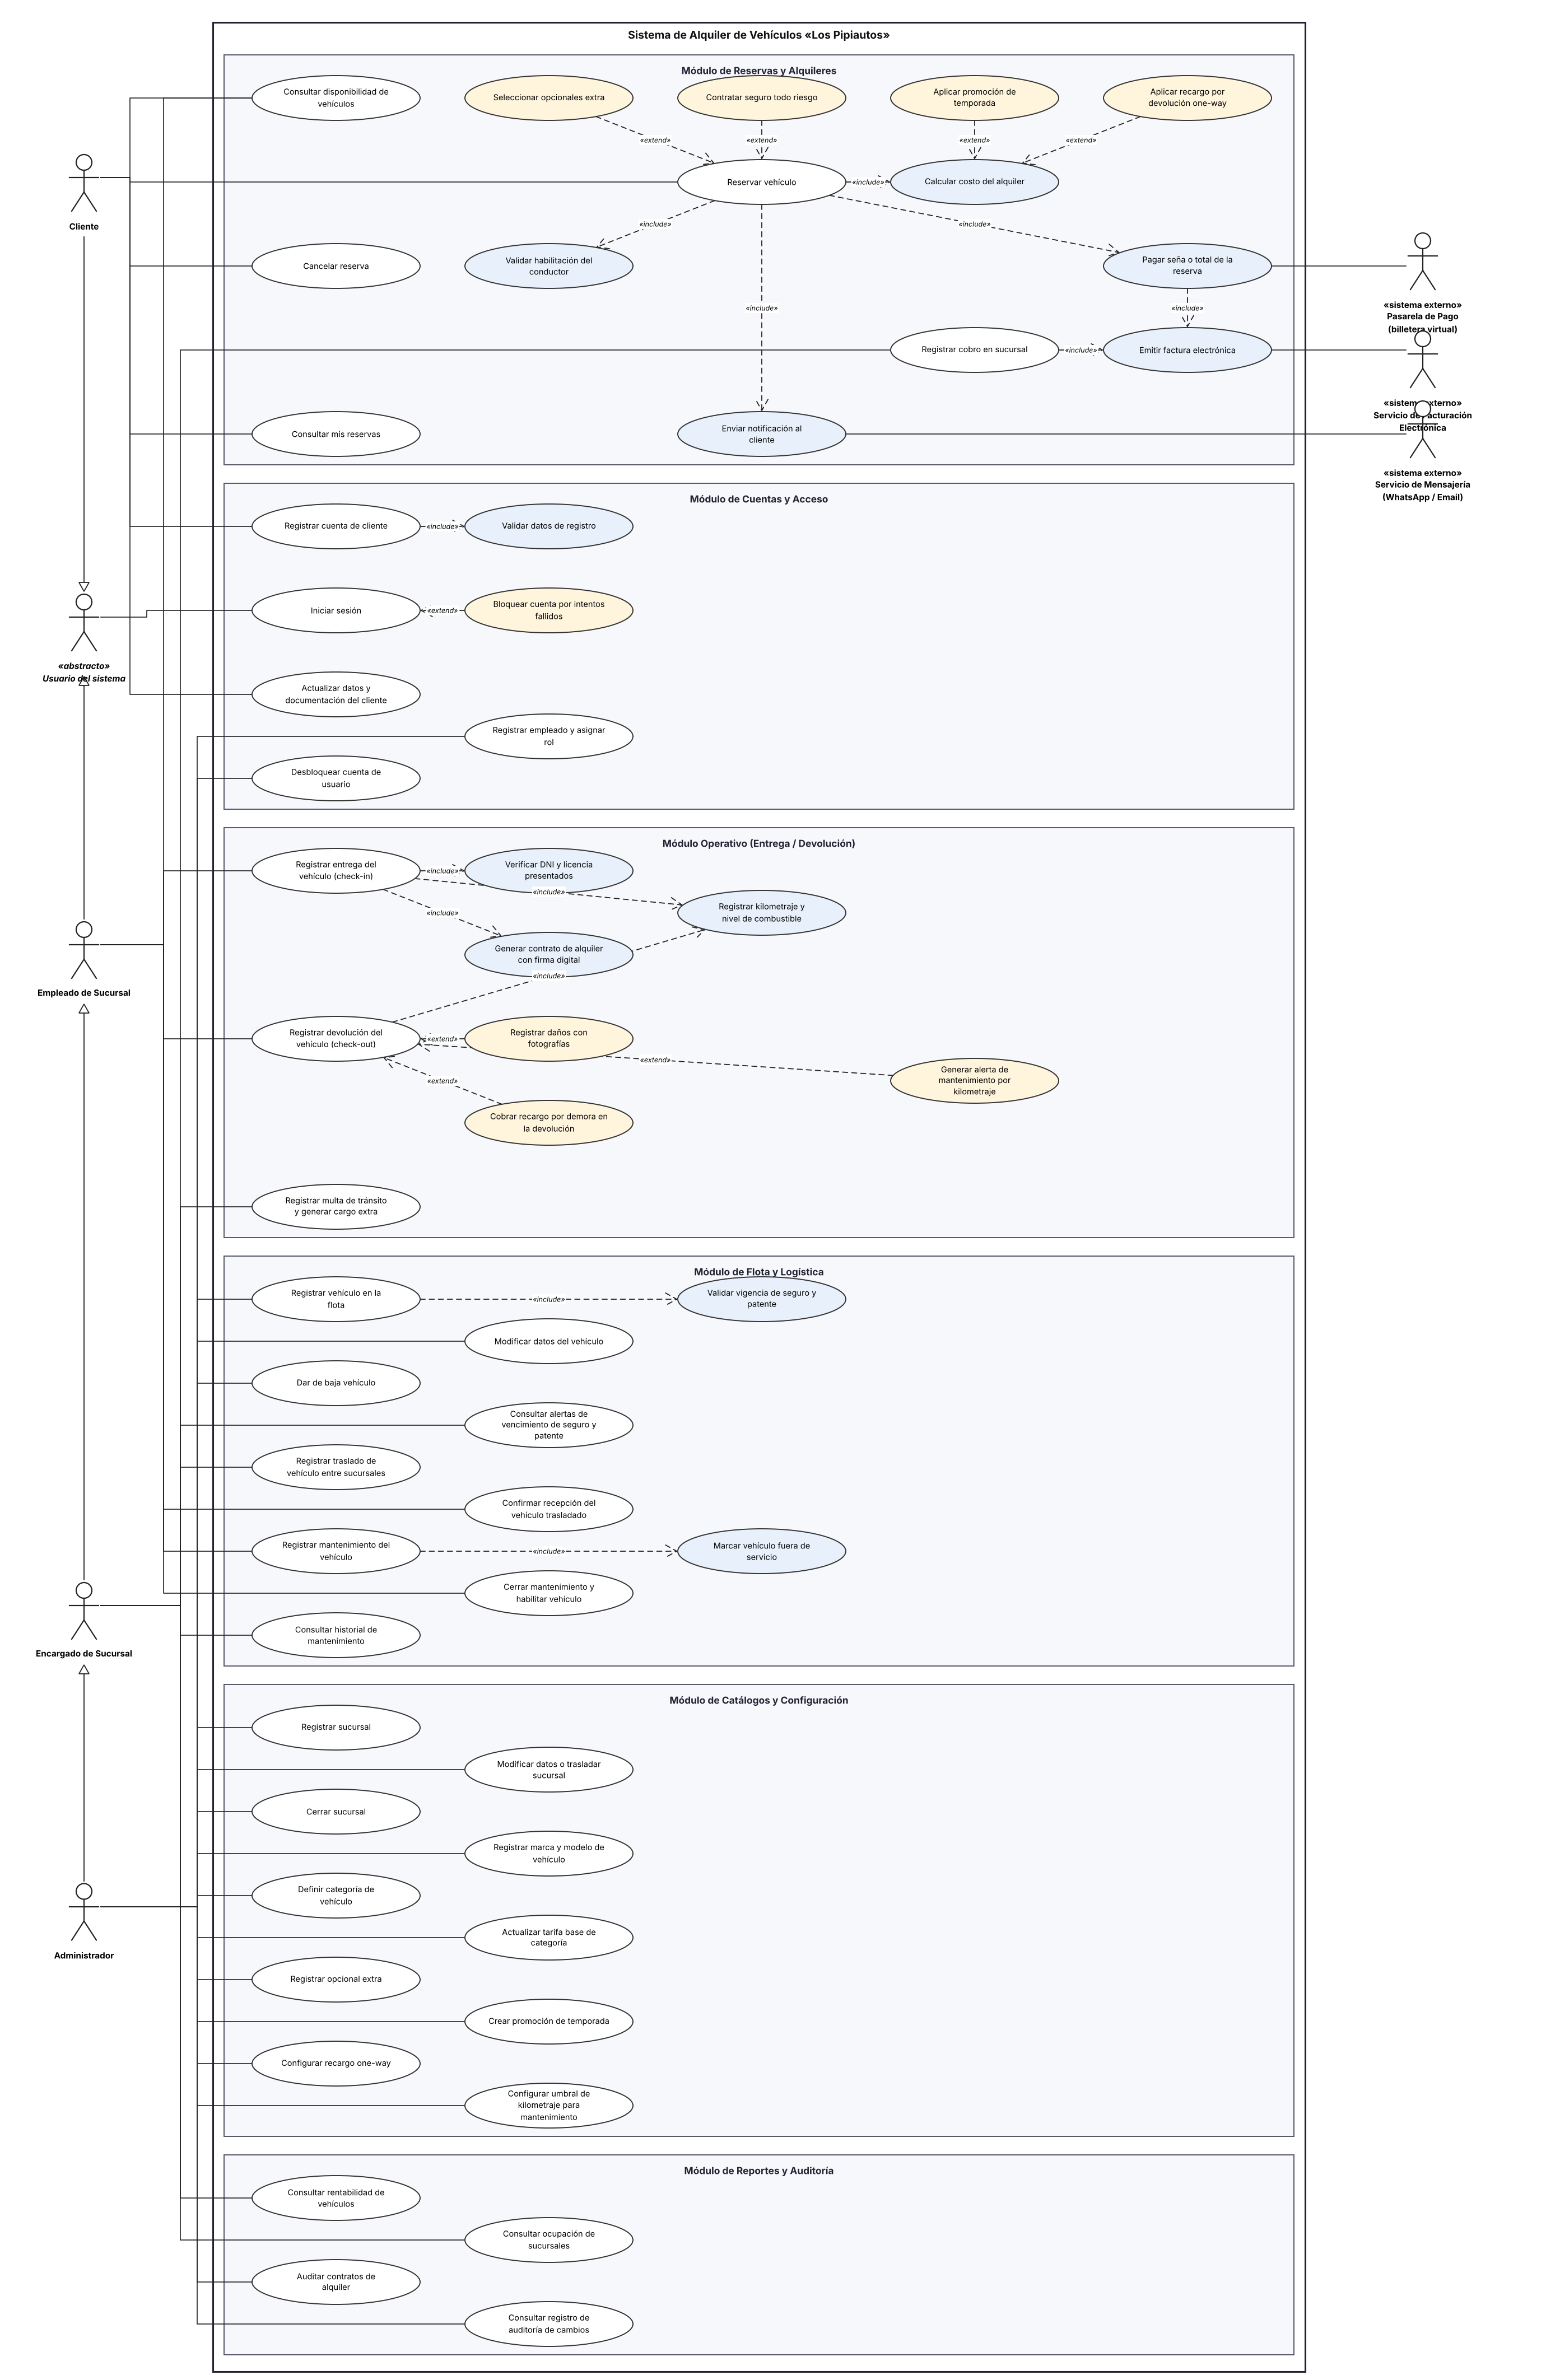 Sistema de Alquiler de Vehículos «Los Pipiautos»
Módulo de Reservas y Alquileres
Consultar disponibilidad de
vehículos
Seleccionar opcionales extra
Contratar seguro todo riesgo
Aplicar promoción de
temporada
Aplicar recargo por
devolución one-way
«extend»
«extend»
«extend»
«extend»
Cliente
Reservar vehículo
«include»
Calcular costo del alquiler
«include»
«include»
Cancelar reserva
Validar habilitación del
conductor
Pagar seña o total de la
reserva
«sistema externo»
Pasarela de Pago
(billetera virtual)
«include»
«include»
Registrar cobro en sucursal
«include»
Emitir factura electrónica
«sistema externo»
Servicio de Facturación
Electrónica
Consultar mis reservas
Enviar notificación al
cliente
«sistema externo»
Servicio de Mensajería
(WhatsApp / Email)
Módulo de Cuentas y Acceso
Registrar cuenta de cliente
«include»
Validar datos de registro
Iniciar sesión
«extend»
Bloquear cuenta por intentos
fallidos
«abstracto»
Usuario del sistema
Actualizar datos y
documentación del cliente
Registrar empleado y asignar
rol
Desbloquear cuenta de
usuario
Módulo Operativo (Entrega / Devolución)
Registrar entrega del
vehículo (check-in)
«include»
Verificar DNI y licencia
presentados
«include»
Registrar kilometraje y
nivel de combustible
«include»
Generar contrato de alquiler
con firma digital
«include»
Empleado de Sucursal
Registrar devolución del
vehículo (check-out)
«extend»
Registrar daños con
fotografías
«extend»
Generar alerta de
mantenimiento por
kilometraje
«extend»
Cobrar recargo por demora en
la devolución
Registrar multa de tránsito
y generar cargo extra
Módulo de Flota y Logística
Registrar vehículo en la
flota
«include»
Validar vigencia de seguro y
patente
Modificar datos del vehículo
Dar de baja vehículo
Consultar alertas de
vencimiento de seguro y
patente
Registrar traslado de
vehículo entre sucursales
Confirmar recepción del
vehículo trasladado
Registrar mantenimiento del
vehículo
«include»
Marcar vehículo fuera de
servicio
Cerrar mantenimiento y
habilitar vehículo
Consultar historial de
mantenimiento
Encargado de Sucursal
Módulo de Catálogos y Configuración
Registrar sucursal
Modificar datos o trasladar
sucursal
Cerrar sucursal
Registrar marca y modelo de
vehículo
Definir categoría de
vehículo
Actualizar tarifa base de
categoría
Administrador
Registrar opcional extra
Crear promoción de temporada
Configurar recargo one-way
Configurar umbral de
kilometraje para
mantenimiento
Módulo de Reportes y Auditoría
Consultar rentabilidad de
vehículos
Consultar ocupación de
sucursales
Auditar contratos de
alquiler
Consultar registro de
auditoría de cambios